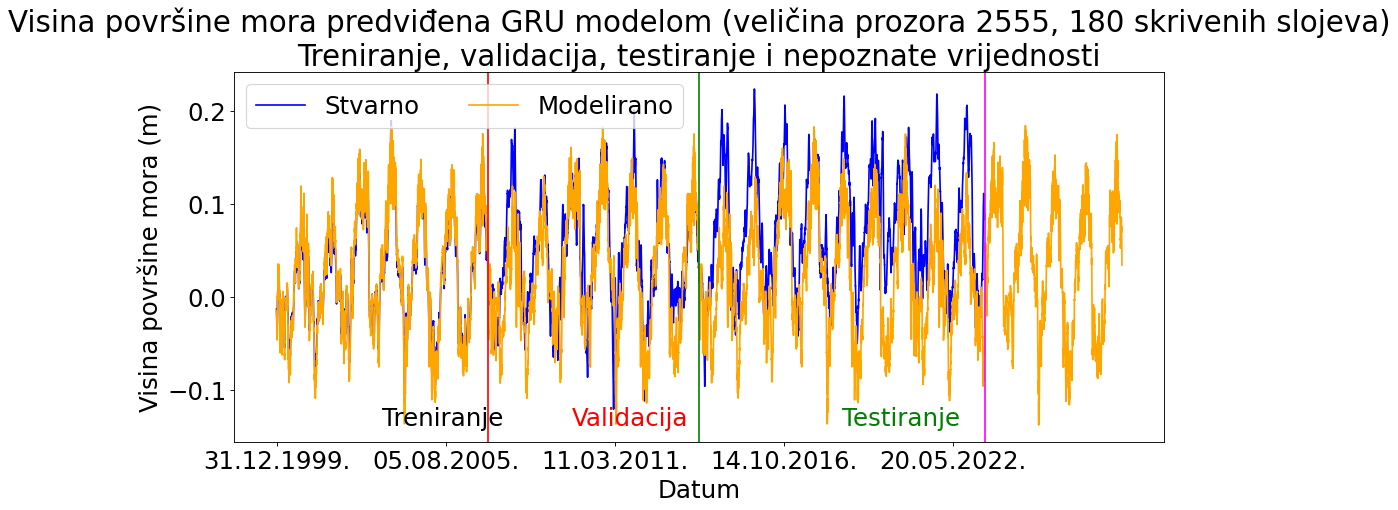 Visina površine mora predviđena GRU modelom (veličina prozora 2555, 180 skrivenih slojeva)
Treniranje, validacija, testiranje i nepoznate vrijednosti
Stvarno
Modelirano
Visina površine mora (m)
0.2
0.1
0.0
−0.1
Treniranje
Validacija
Testiranje
31.12.1999.
05.08.2005.
11.03.2011.
14.10.2016.
20.05.2022.
Datum